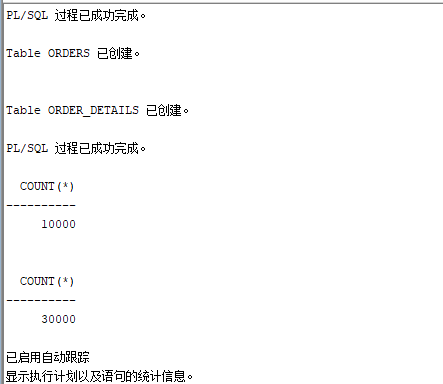 PL/SQL 过程已成功完成。
Table ORDERS 已创建。
Table ORDER_DETAILS 已创建。
PL/SQL 过程已成功完成。
COUNT(*)
----------
10000
COUNT(*)
----------
30000
已启用自动跟踪
显示执行计划以及语句的统计信息。